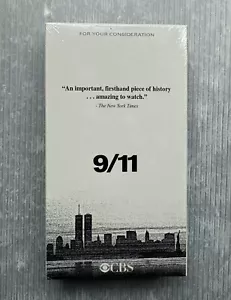 FOR YOUR CONSIDERATION
“An important, firsthand piece of history
. . . amazing to watch.”
- The New York Times
9/11
CBS